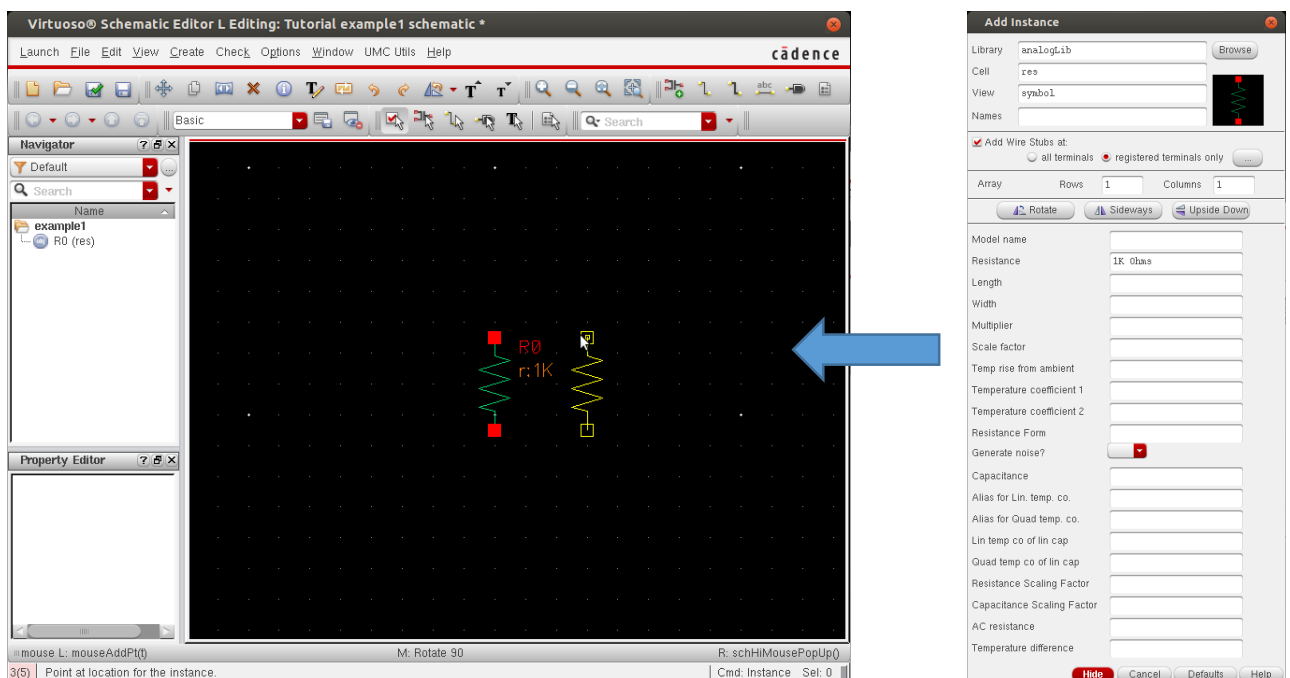 Virtuoso® Schematic Editor L Editing: Tutorial example1 schematic *
Launch File Edit View Create Check Options Window UMC Utils Help
cādence
Basic
Search
Navigator
Default
Search
Name
example1
R0 (res)
Property Editor
R0
r:1K
mouse L: mouseAddPt(t)
M: Rotate 90
R: schHiMousePopUp()
3(5) Point at location for the instance.
Cmd: Instance Sel: 0
Add Instance
Library analogLib Browse
Cell res
View symbol
Names
Add Wire Stubs at:
all terminals registered terminals only ...
Array Rows 1 Columns 1
Rotate Sideways Upside Down
Model name
Resistance 1K Ohms
Length
Width
Multiplier
Scale factor
Temp rise from ambient
Temperature coefficient 1
Temperature coefficient 2
Resistance Form
Generate noise?
Capacitance
Alias for Lin. temp. co.
Alias for Quad temp. co.
Lin temp co of lin cap
Quad temp co of lin cap
Resistance Scaling Factor
Capacitance Scaling Factor
AC resistance
Temperature difference
Hide Cancel Defaults Help